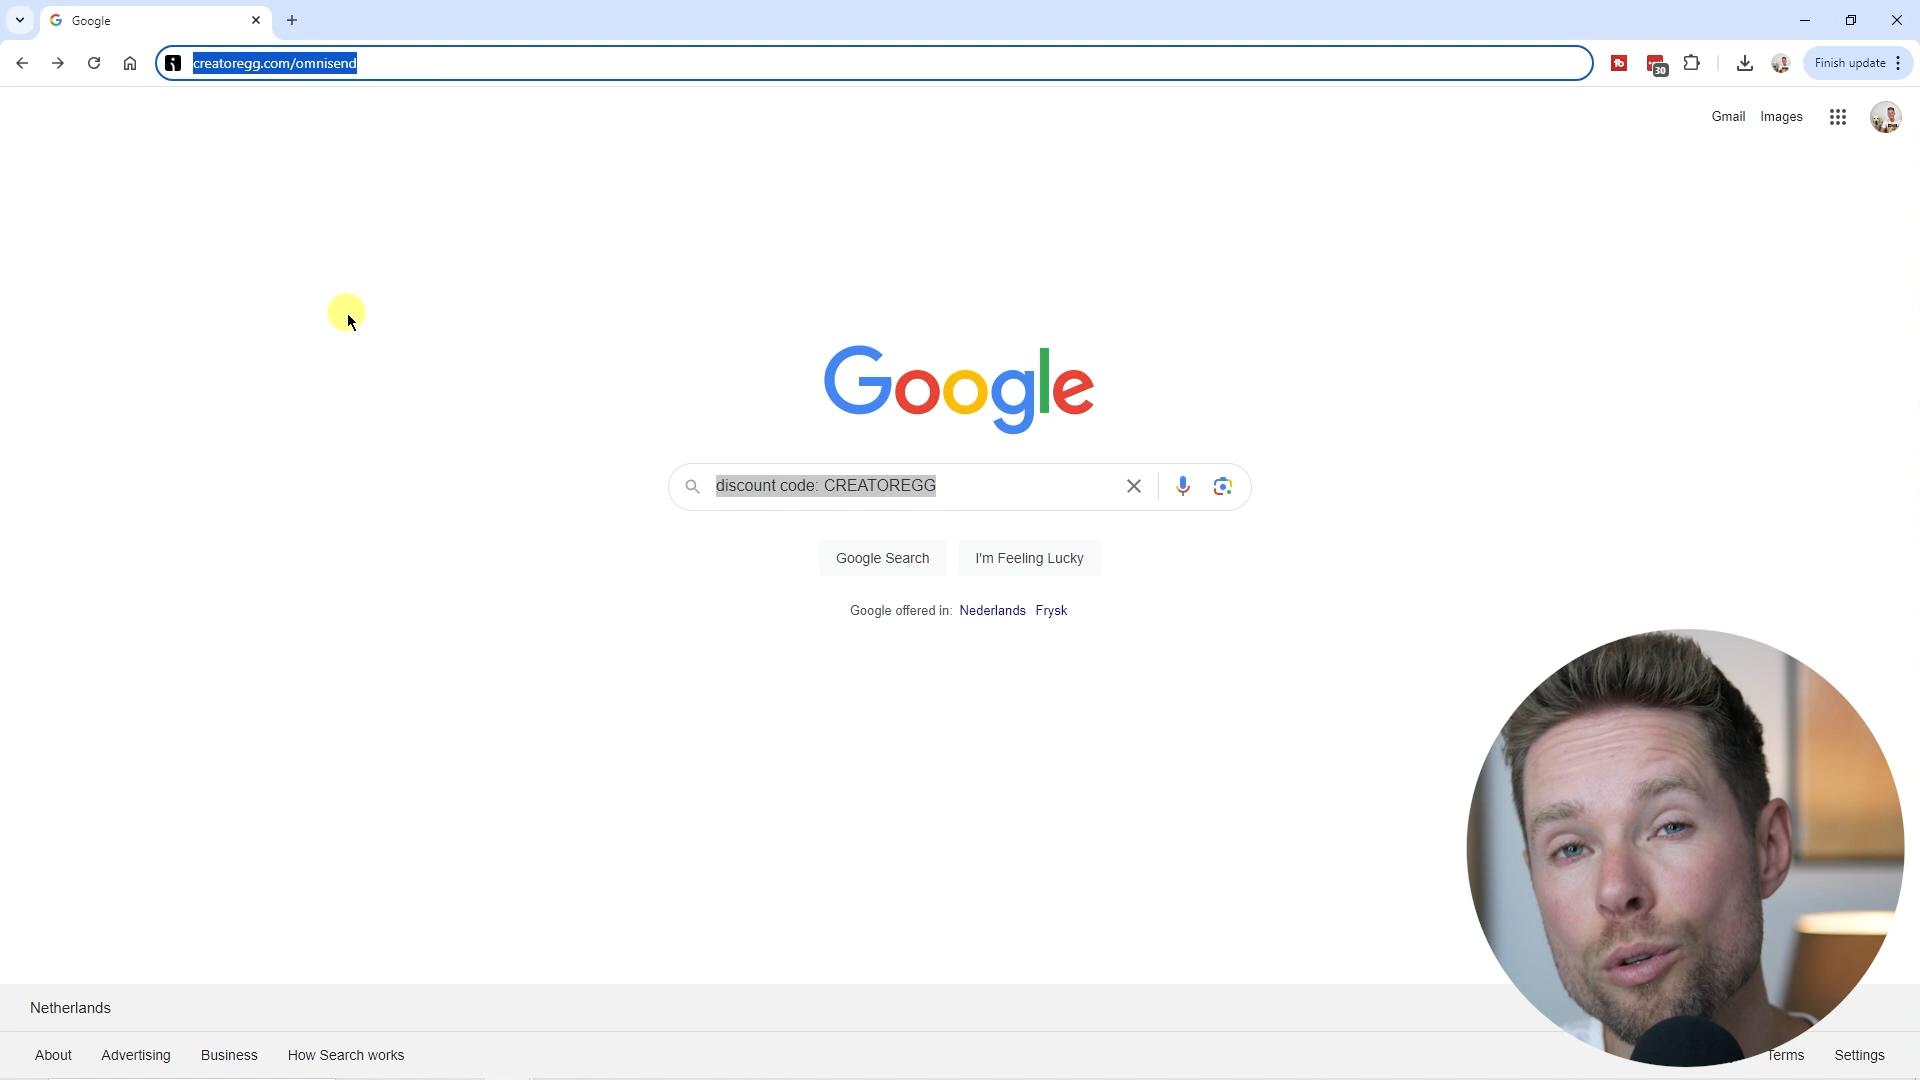 Google
creatoregg.com/omnisend
30
Finish update
Gmail
Images
Google
discount code: CREATOREGG
Google Search
I'm Feeling Lucky
Google offered in: Nederlands Frysk
Netherlands
About
Advertising
Business
How Search works
Terms
Settings